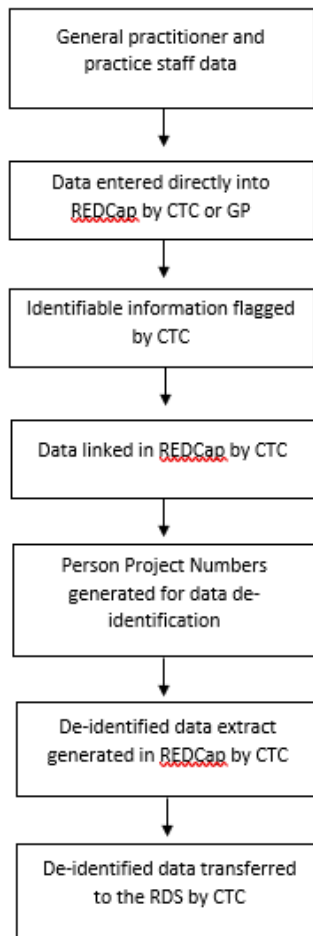 General practitioner and
practice staff data
Data entered directly into
REDCap by CTC or GP
Identifiable information flagged
by CTC
Data linked in REDCap by CTC
Person Project Numbers
generated for data de-
identification
De-identified data extract
generated in REDCap by CTC
De-identified data transferred
to the RDS by CTC